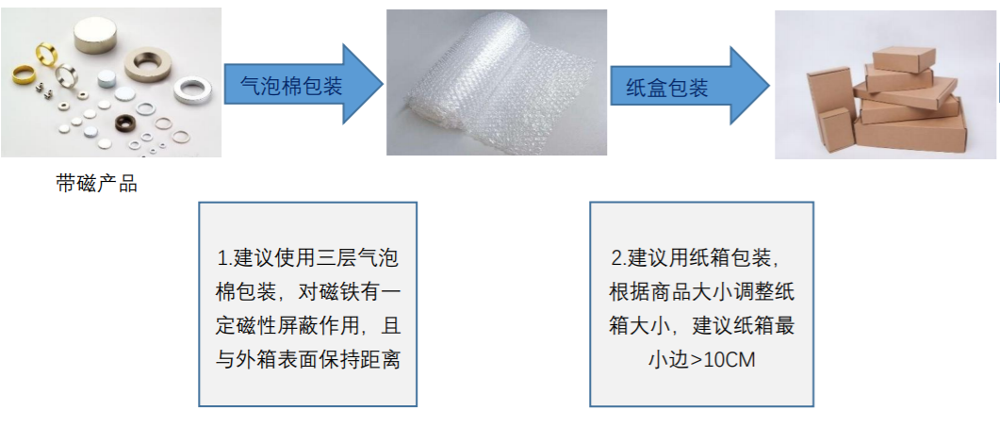 气泡棉包装
纸盒包装
带磁产品
1.建议使用三层气泡
棉包装，对磁铁有一
定磁性屏蔽作用，且
与外箱表面保持距离
2.建议用纸箱包装，
根据商品大小调整纸
箱大小，建议纸箱最
小边>10CM